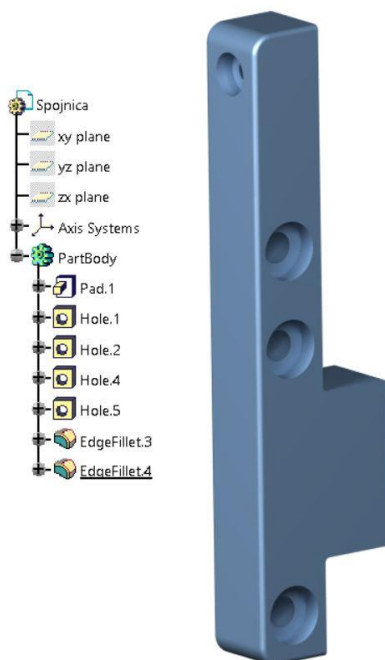 Spojnica
xy plane
yz plane
zx plane
Axis Systems
PartBody
Pad.1
Hole.1
Hole.2
Hole.4
Hole.5
EdgeFillet.3
EdgeFillet.4